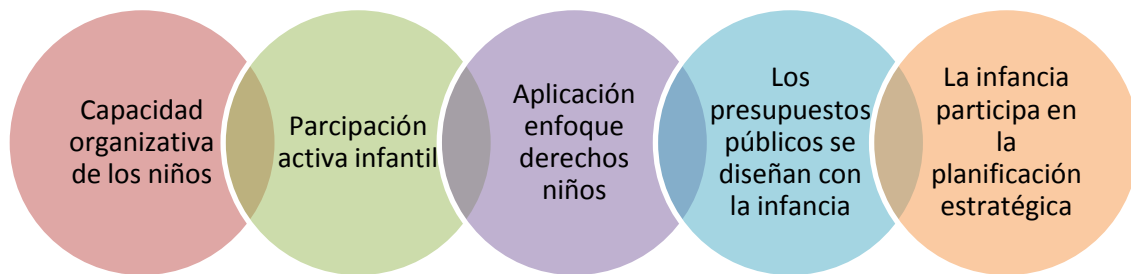 Capacidad
organizativa
de los niños
Parcipación
activa infantil
Aplicación
enfoque
derechos
niños
Los
presupuestos
públicos se
diseñan con
la infancia
La infancia
participa en
la
planificación
estratégica